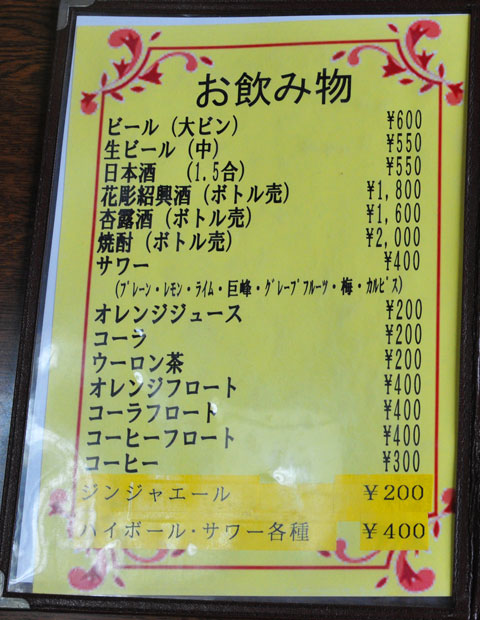 お飲み物
ビール（大ビン） ¥600
生ビール（中） ¥550
日本酒 （1.5合） ¥550
花彫紹興酒（ボトル売） ¥1,800
杏露酒（ボトル売） ¥1,600
焼酎（ボトル売） ¥2,000
サワー ¥400
（ﾌﾟﾚｰﾝ・ﾚﾓﾝ・ﾗｲﾑ・巨峰・ｸﾞﾚｰﾌﾟﾌﾙｰﾂ・梅・ｶﾙﾋﾟｽ）
オレンジジュース ¥200
コーラ ¥200
ウーロン茶 ¥200
オレンジフロート ¥400
コーラフロート ¥400
コーヒーフロート ¥400
コーヒー ¥300
ジンジャエール ￥200
ハイボール･サワー各種 ￥400